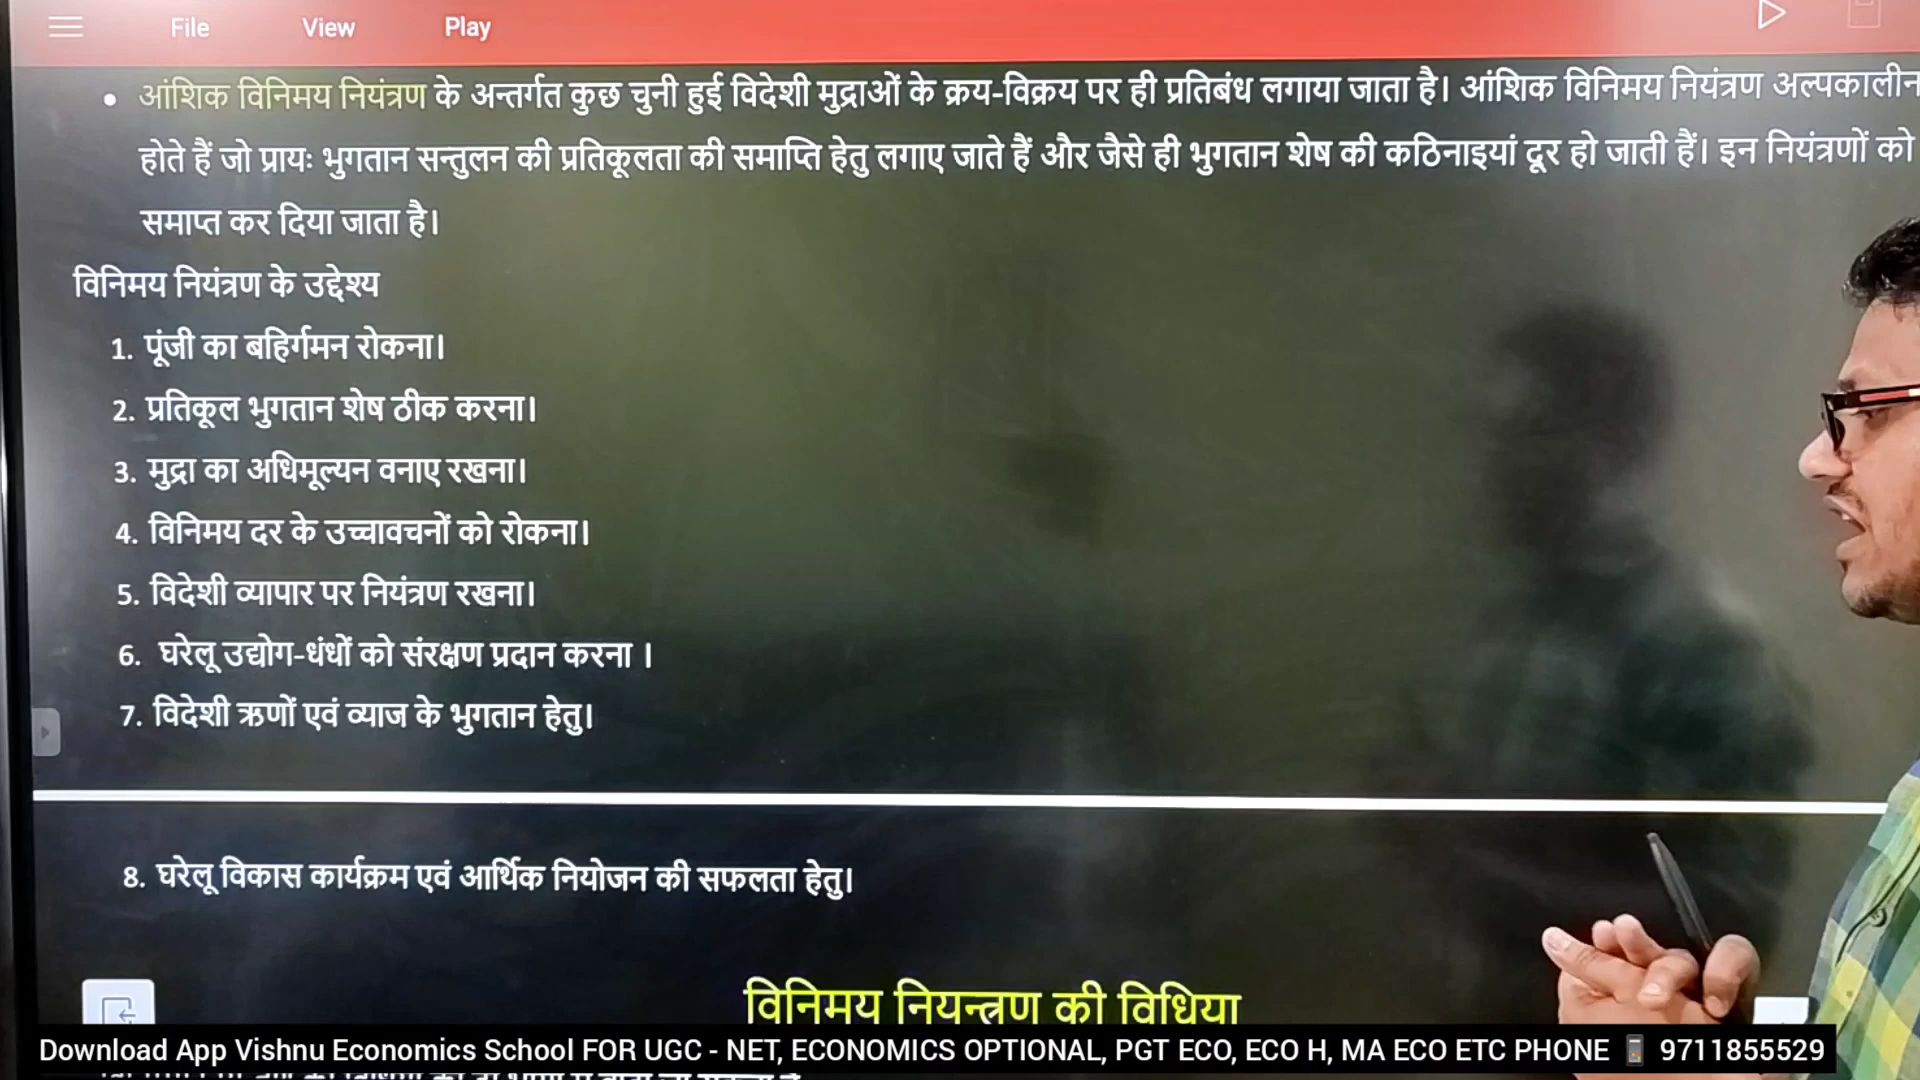 File View Play
• आंशिक विनिमय नियंत्रण के अन्तर्गत कुछ चुनी हुई विदेशी मुद्राओं के क्रय-विक्रय पर ही प्रतिबंध लगाया जाता है। आंशिक विनिमय नियंत्रण अल्पकालीन
होते हैं जो प्रायः भुगतान सन्तुलन की प्रतिकूलता की समाप्ति हेतु लगाए जाते हैं और जैसे ही भुगतान शेष की कठिनाइयां दूर हो जाती हैं। इन नियंत्रणों को
समाप्त कर दिया जाता है।
विनिमय नियंत्रण के उद्देश्य
1. पूंजी का बहिर्गमन रोकना।
2. प्रतिकूल भुगतान शेष ठीक करना।
3. मुद्रा का अधिमूल्यन वनाए रखना।
4. विनिमय दर के उच्चावचनों को रोकना।
5. विदेशी व्यापार पर नियंत्रण रखना।
6. घरेलू उद्योग-धंधों को संरक्षण प्रदान करना ।
7. विदेशी ऋणों एवं व्याज के भुगतान हेतु।
8. घरेलू विकास कार्यक्रम एवं आर्थिक नियोजन की सफलता हेतु।
विनिमय नियन्त्रण की विधिया
Download App Vishnu Economics School FOR UGC - NET, ECONOMICS OPTIONAL, PGT ECO, ECO H, MA ECO ETC PHONE 📱 9711855529